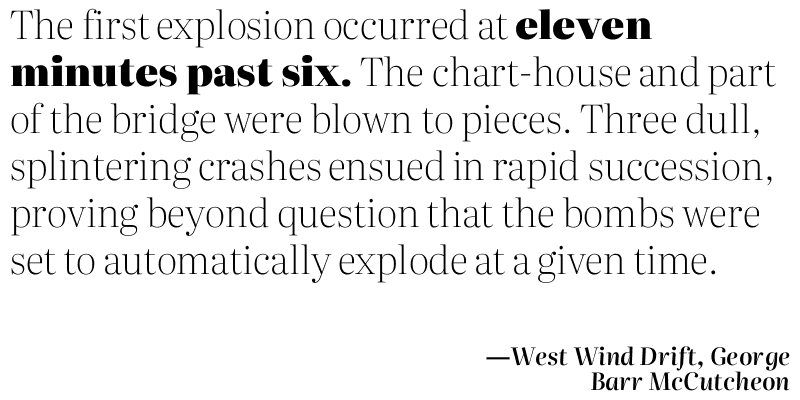 The first explosion occurred at eleven
minutes past six. The chart-house and part
of the bridge were blown to pieces. Three dull,
splintering crashes ensued in rapid succession,
proving beyond question that the bombs were
set to automatically explode at a given time.
—West Wind Drift, George
Barr McCutcheon